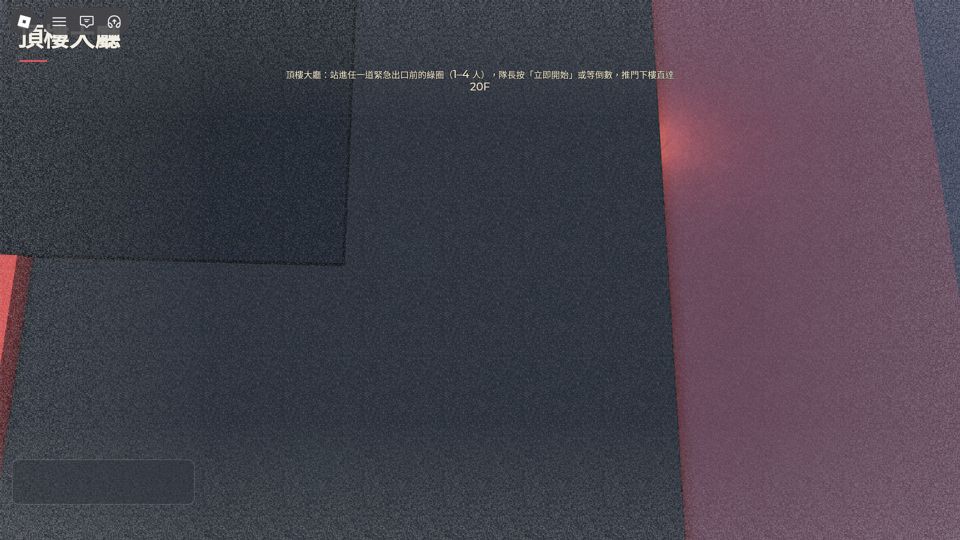 頂樓大廳
頂樓大廳：站進任一道緊急出口前的綠圈（1–4 人），隊長按「立即開始」或等倒數，推門下樓直達
20F